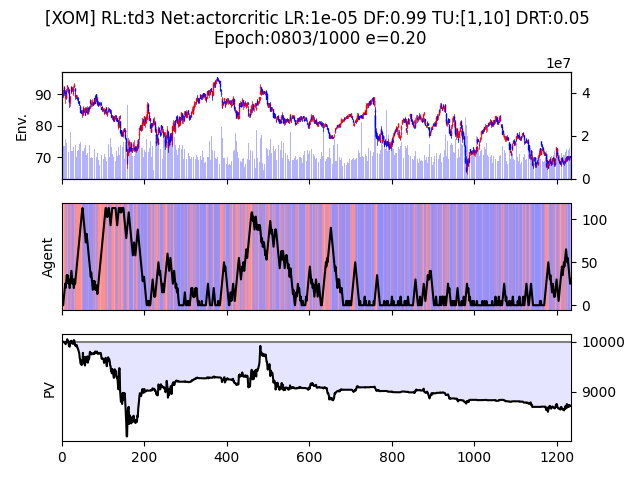 [XOM] RL:td3 Net:actorcritic LR:1e-05 DF:0.99 TU:[1,10] DRT:0.05
Epoch:0803/1000 e=0.20
1e7
Env.
90
80
70
4
2
0
Agent
100
50
0
PV
10000
9000
0 200 400 600 800 1000 1200